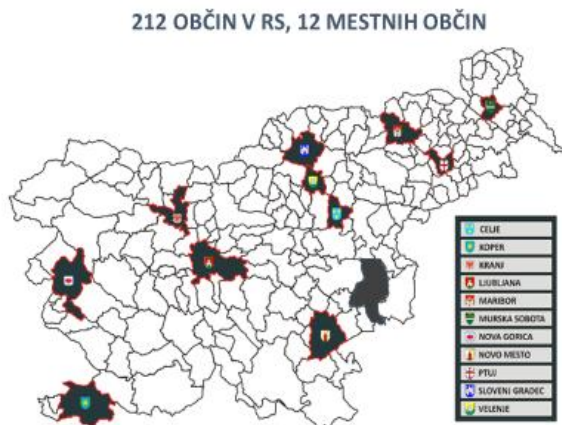 212 OBČIN V RS, 12 MESTNIH OBČIN
CELJE
KOPER
KRANJ
LJUBLJANA
MARIBOR
MURSKA SOBOTA
NOVA GORICA
NOVO MESTO
PTUJ
SLOVENJ GRADEC
VELENJE